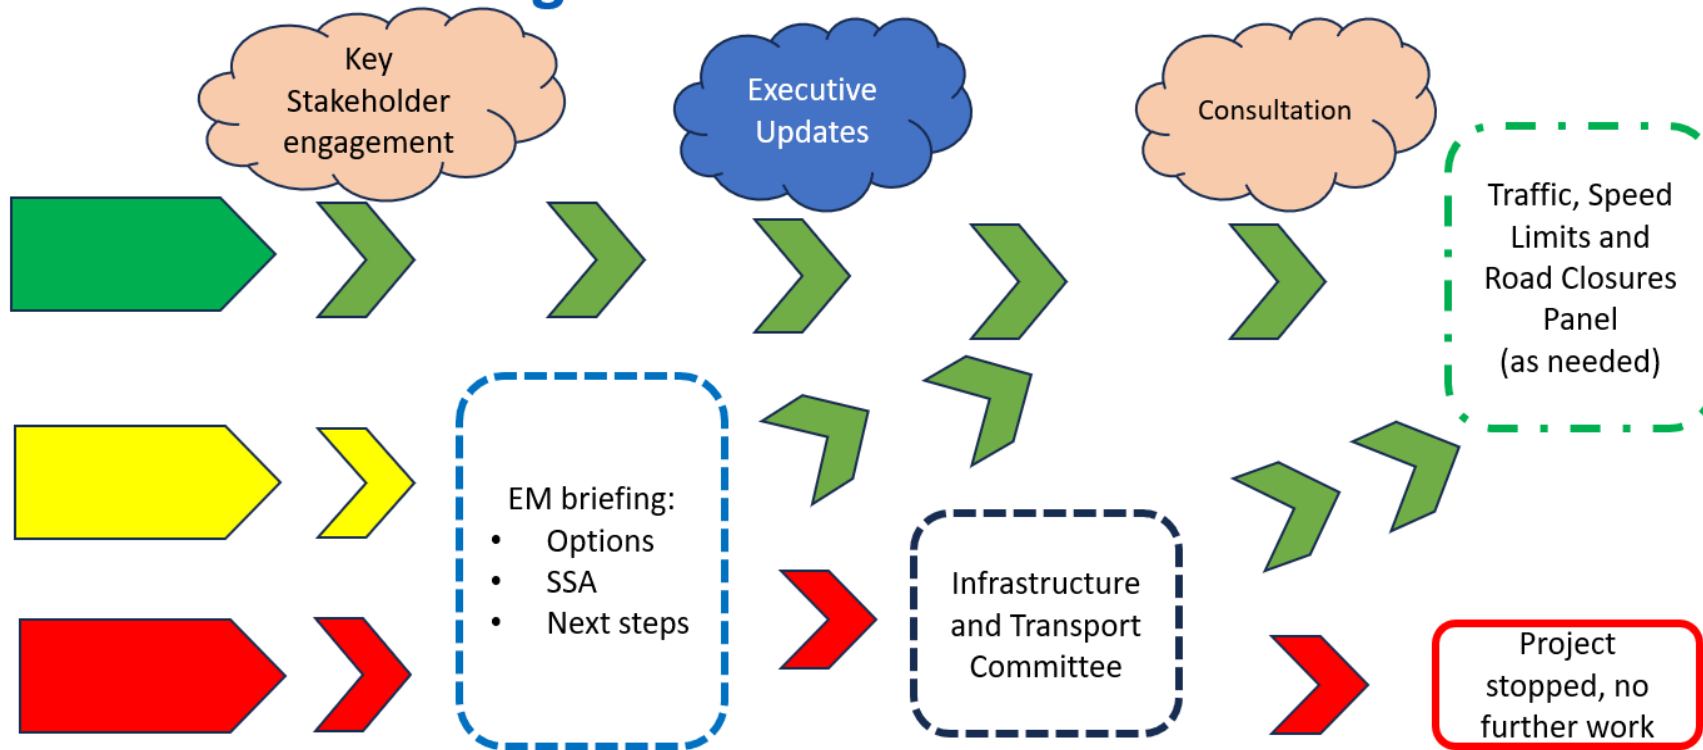 Key
Stakeholder
engagement
Executive
Updates
Consultation
Traffic, Speed
Limits and
Road Closures
Panel
(as needed)
EM briefing:
• Options
• SSA
• Next steps
Infrastructure
and Transport
Committee
Project
stopped, no
further work